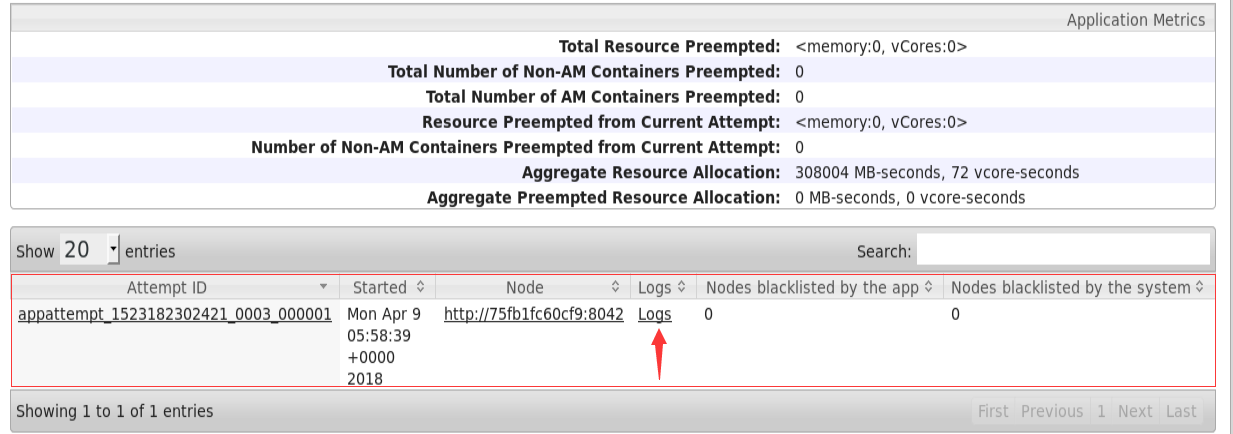 Application Metrics
Total Resource Preempted: <memory:0, vCores:0>
Total Number of Non-AM Containers Preempted: 0
Total Number of AM Containers Preempted: 0
Resource Preempted from Current Attempt: <memory:0, vCores:0>
Number of Non-AM Containers Preempted from Current Attempt: 0
Aggregate Resource Allocation: 308004 MB-seconds, 72 vcore-seconds
Aggregate Preempted Resource Allocation: 0 MB-seconds, 0 vcore-seconds
Show 20 entries Search:
Attempt ID Started Node Logs Nodes blacklisted by the app Nodes blacklisted by the system
appattempt_1523182302421_0003_000001 Mon Apr 9 http://75fb1fc60cf9:8042 Logs 0 0
05:58:39
+0000
2018
Showing 1 to 1 of 1 entries First Previous 1 Next Last